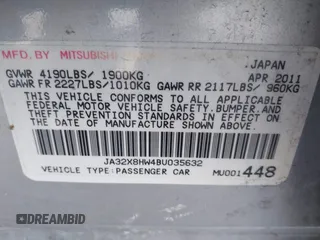 JAPAN
MFD. BY MITSUBISHI
GVWR 4190LBS/ 1900KG APR 2011
GAWR FR 2227LBS/1010KG GAWR RR 2117LBS/ 960KG
THIS VEHICLE CONFORMS TO ALL APPLICABLE
FEDERAL MOTOR VEHICLE SAFETY, BUMPER, AND THEFT
PREVENTION STANDARDS IN EFFECT ON THE DATE OF
MANUFACTURE SHOWN ABOVE.
JA32X8HW4BU035632
VEHICLE TYPE:PASSENGER CAR MU001448
DREAMBID